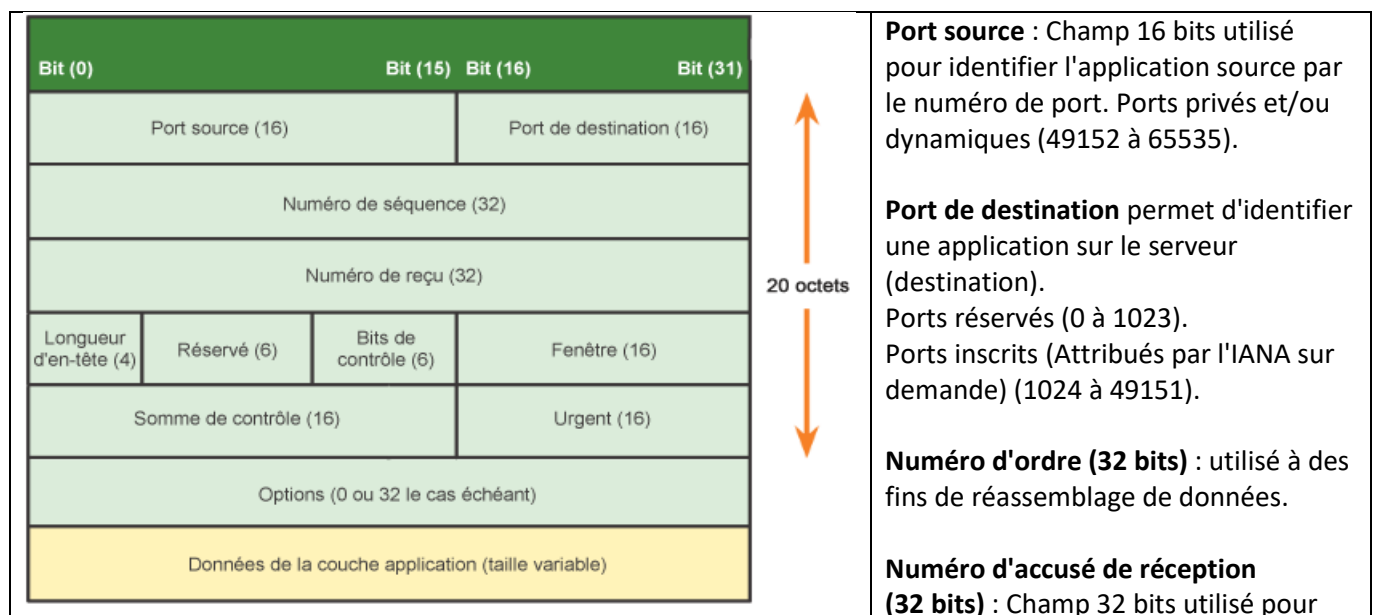 Bit (0) Bit (15) Bit (16) Bit (31)
Port source (16) Port de destination (16)
Numéro de séquence (32)
Numéro de reçu (32)
Longueur
d'en-tête (4)
Réservé (6)
Bits de
contrôle (6)
Fenêtre (16)
Somme de contrôle (16) Urgent (16)
Options (0 ou 32 le cas échéant)
Données de la couche application (taille variable)
20 octets
Port source : Champ 16 bits utilisé
pour identifier l'application source par
le numéro de port. Ports privés et/ou
dynamiques (49152 à 65535).
Port de destination permet d'identifier
une application sur le serveur
(destination).
Ports réservés (0 à 1023).
Ports inscrits (Attribués par l'IANA sur
demande) (1024 à 49151).
Numéro d'ordre (32 bits) : utilisé à des
fins de réassemblage de données.
Numéro d'accusé de réception
(32 bits) : Champ 32 bits utilisé pour